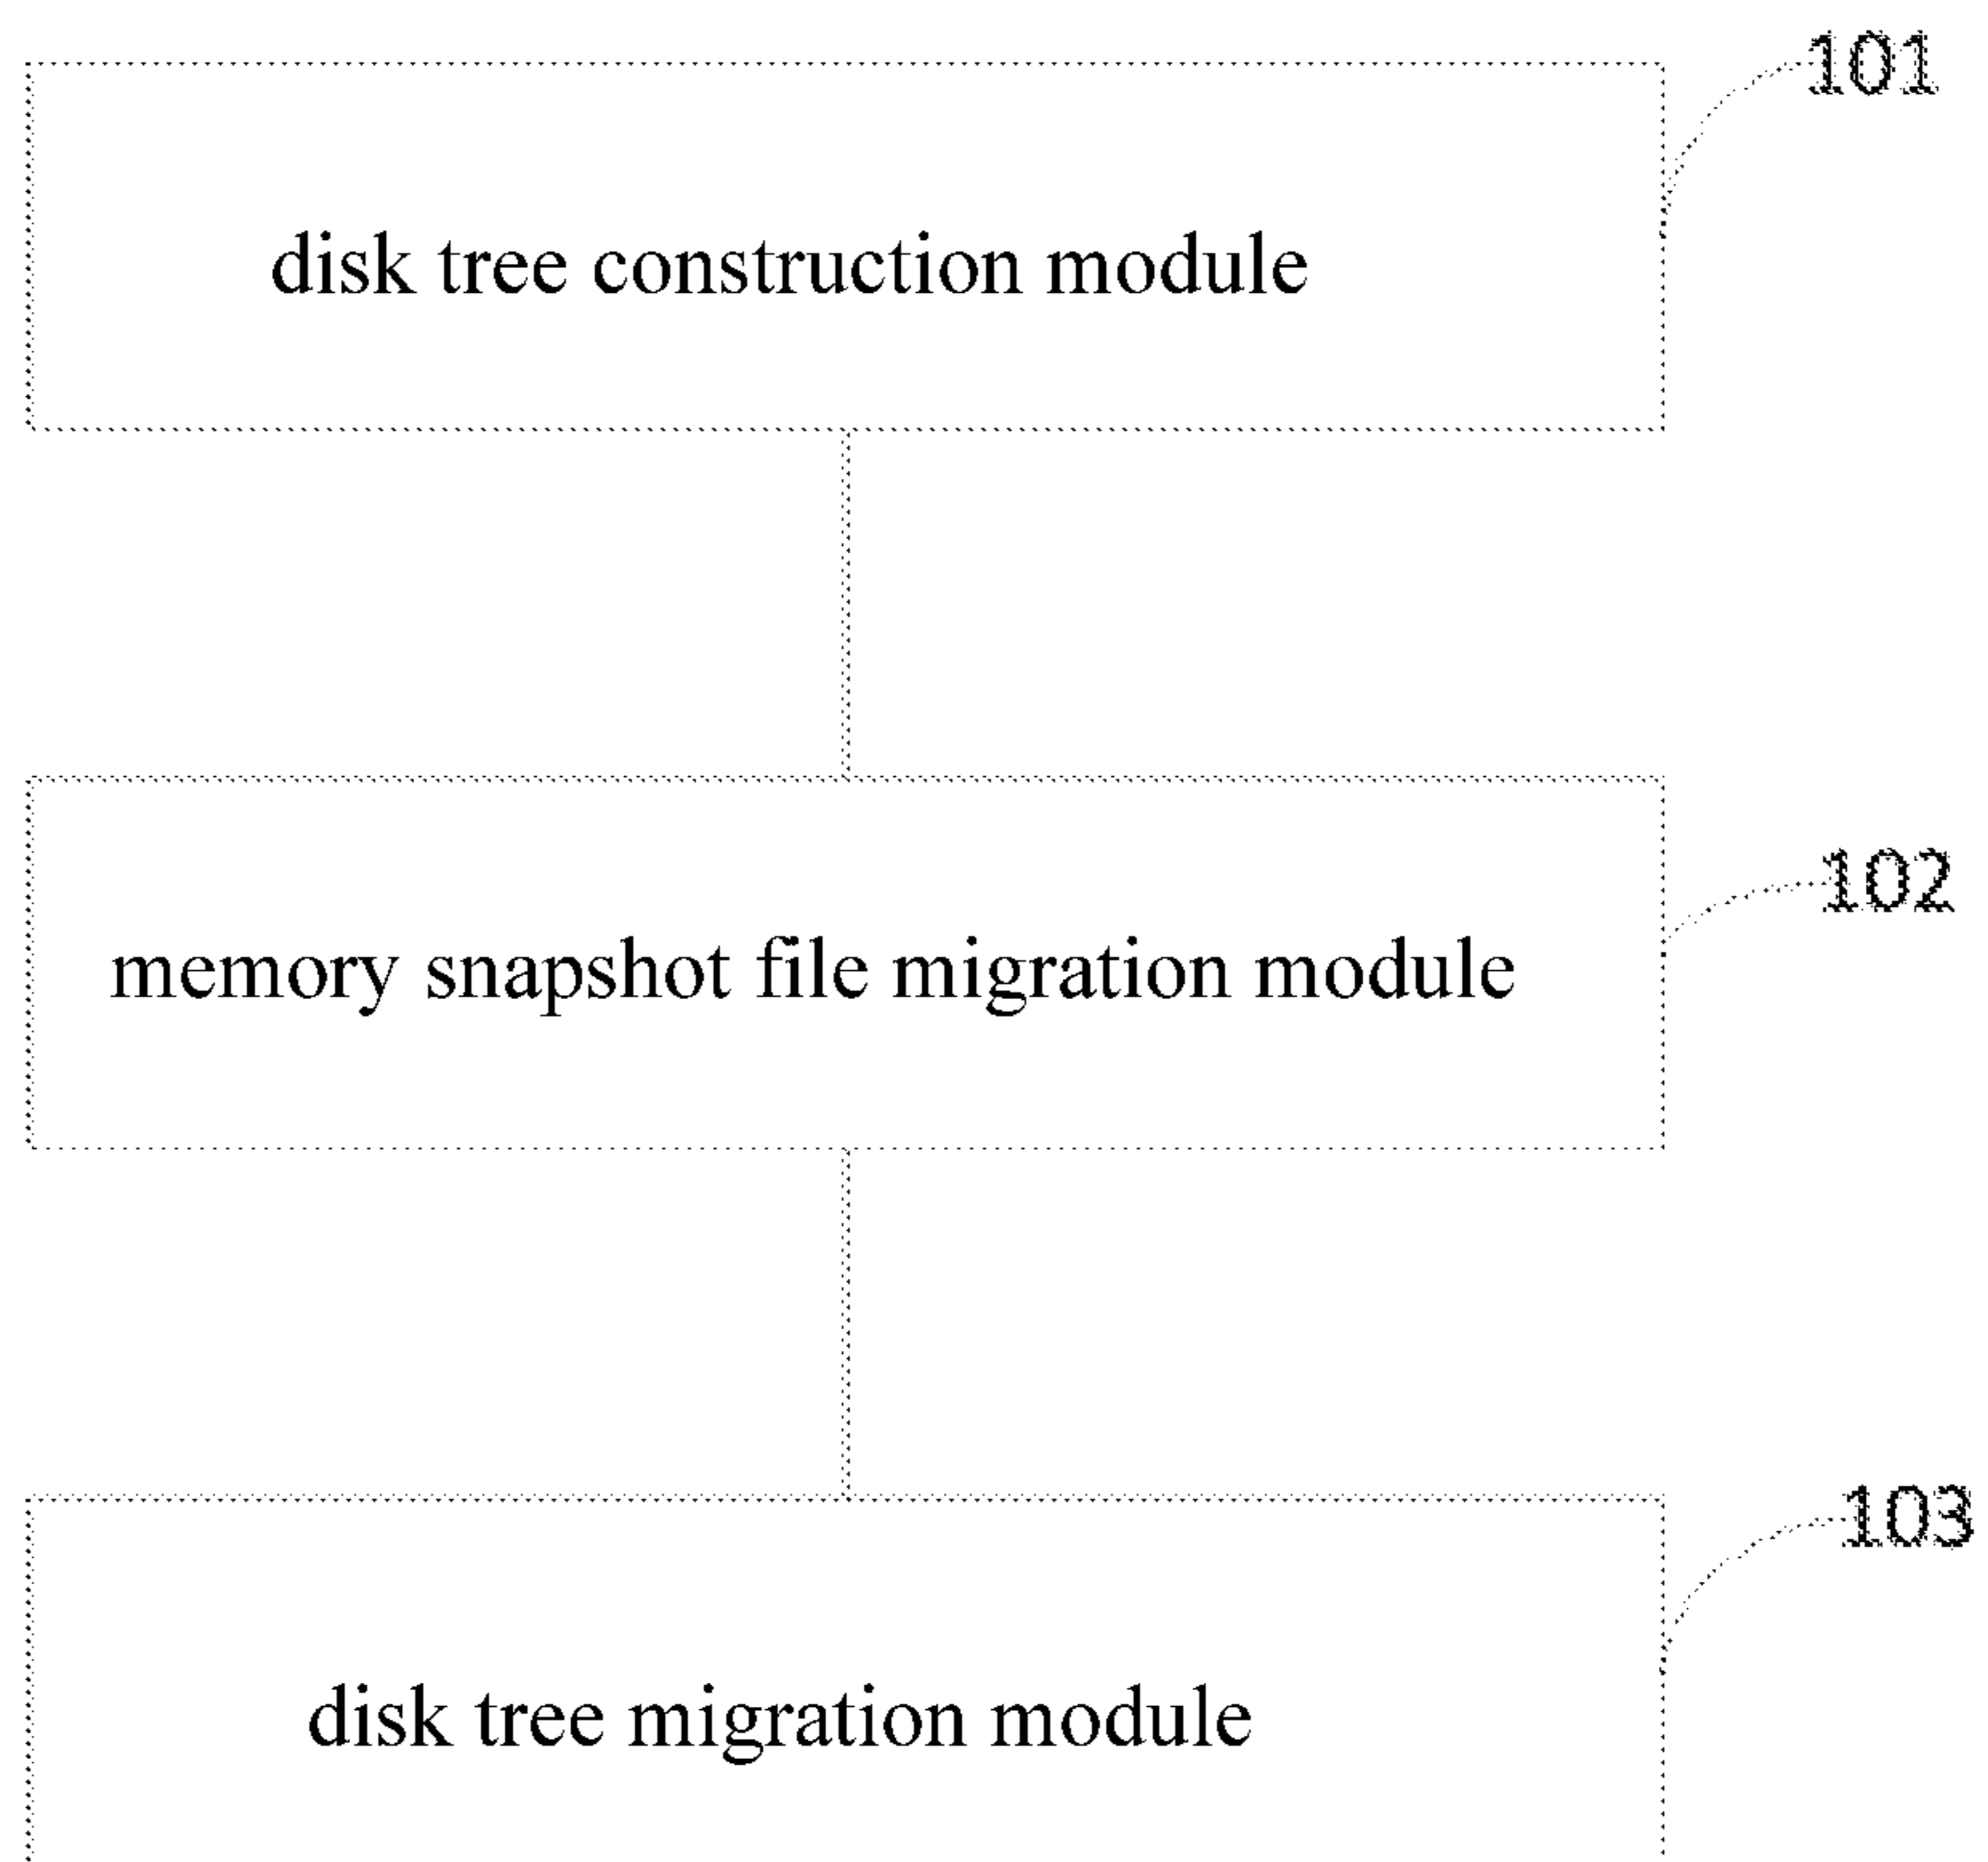 101
disk tree construction module
102
memory snapshot file migration module
103
disk tree migration module